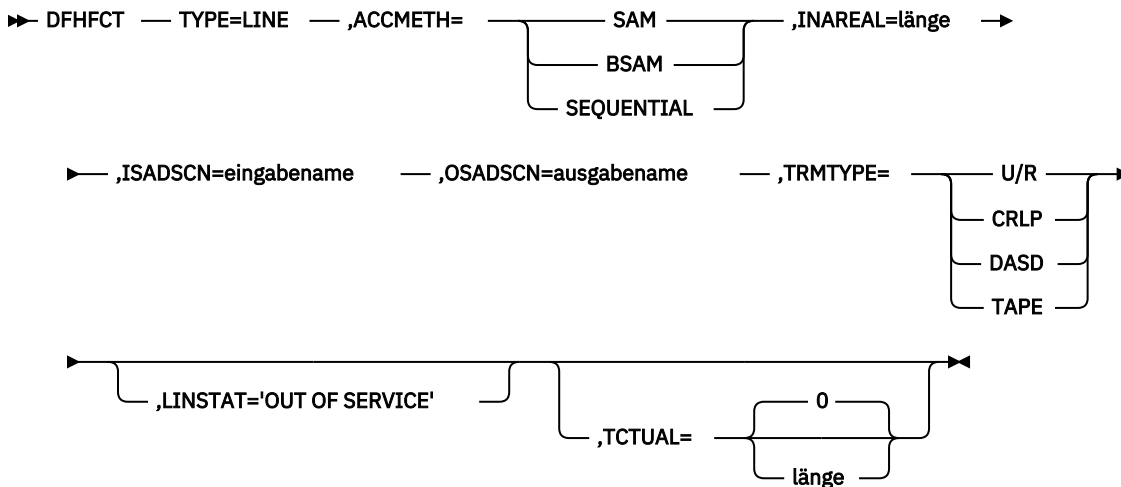 DFHFCT TYPE=LINE ,ACCMETH= SAM ,INAREAL=länge
BSAM
SEQUENTIAL
,ISADSCN=eingabename ,OSADSCN=ausgabename ,TRMTYPE= U/R
CRLP
DASD
TAPE
,LINSTAT='OUT OF SERVICE'
0
,TCTUAL=
länge